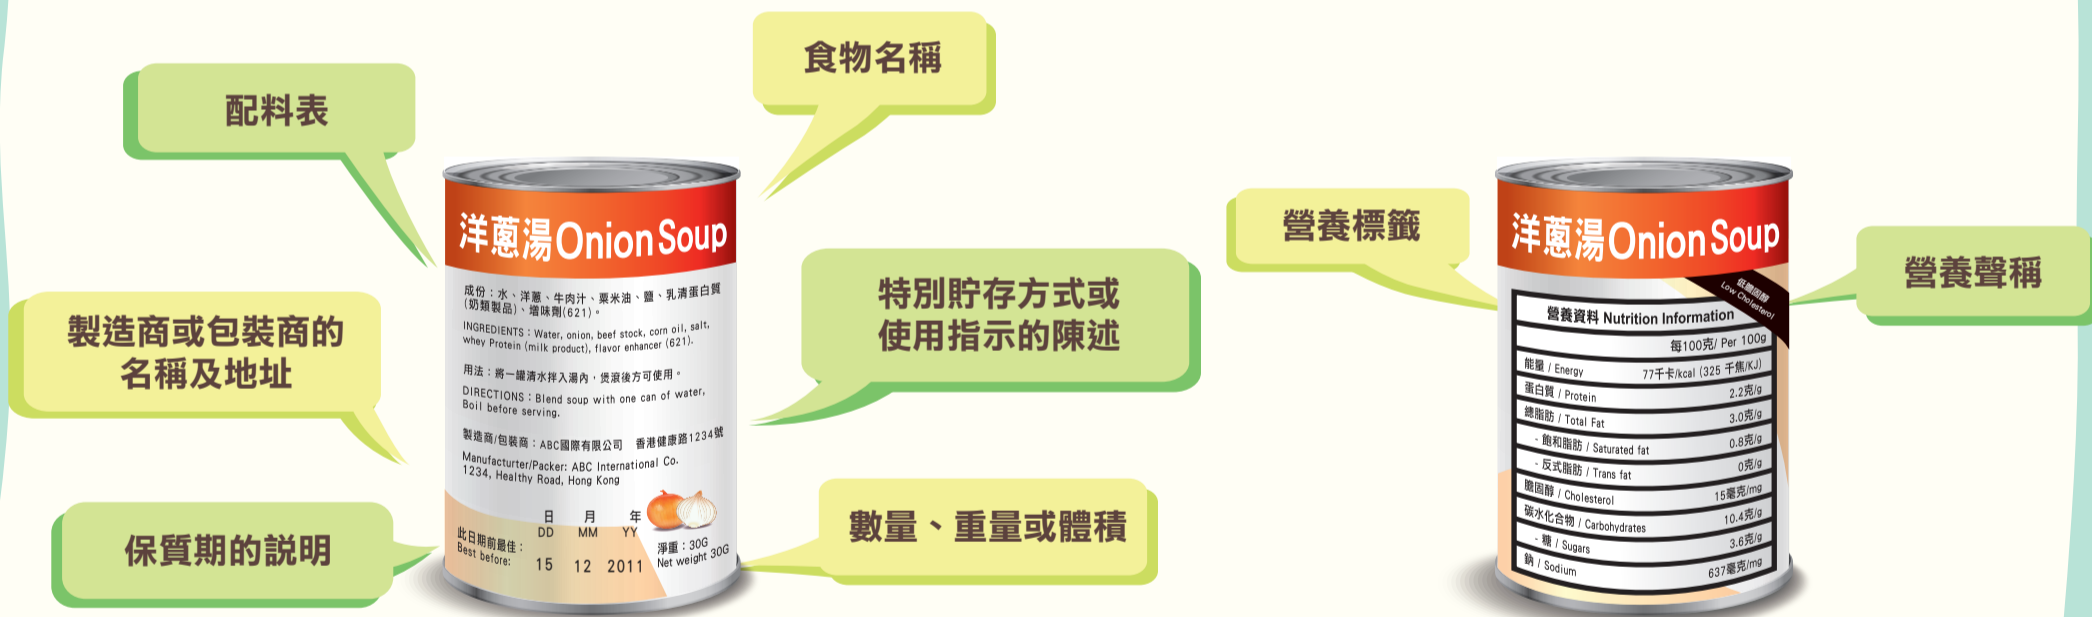 食物名稱
配料表
洋蔥湯Onion Soup
成份：水、洋蔥、牛肉汁、粟米油、鹽、乳清蛋白質
(奶類製品)、增味劑(621)。
INGREDIENTS：Water, onion, beef stock, corn oil, salt,
whey Protein (milk product), flavor enhancer (621).
用法：將一罐清水拌入湯內，煲滾後方可使用。
DIRECTIONS：Blend soup with one can of water,
Boil before serving.
製造商/包裝商：ABC國際有限公司 香港健康路1234號
Manufacturter/Packer: ABC International Co.
1234, Healthy Road, Hong Kong
日 月 年
DD MM YY
此日期前最佳：
Best before: 15 12 2011
淨重：30G
Net weight 30G
製造商或包裝商的
名稱及地址
特別貯存方式或
使用指示的陳述
保質期的説明
數量、重量或體積
營養標籤
營養聲稱
洋蔥湯Onion Soup
低膽固醇
Low Cholesterol
營養資料 Nutrition Information
每100克/ Per 100g
能量 / Energy 77千卡/kcal (325 千焦/KJ)
蛋白質 / Protein 2.2克/g
總脂肪 / Total Fat 3.0克/g
- 飽和脂肪 / Saturated fat 0.8克/g
- 反式脂肪 / Trans fat 0克/g
膽固醇 / Cholesterol 15毫克/mg
碳水化合物 / Carbohydrates 10.4克/g
- 糖 / Sugars 3.6克/g
鈉 / Sodium 637毫克/mg